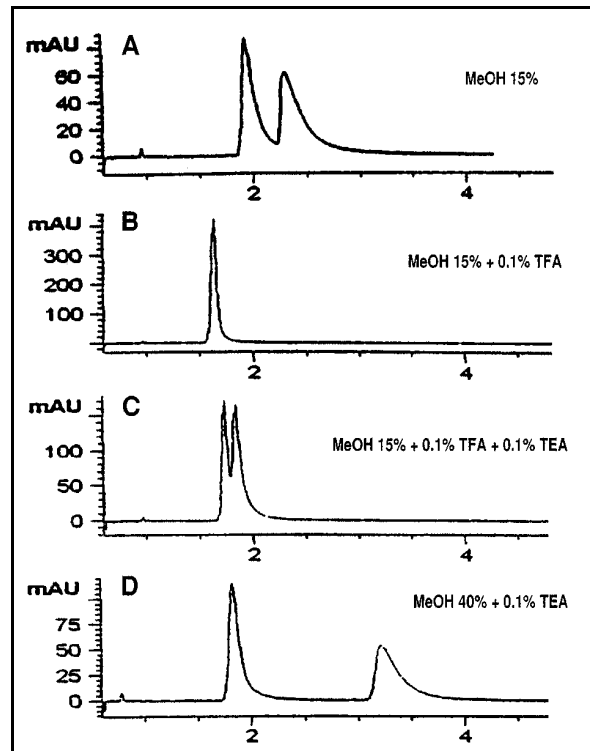 mAU
A
MeOH 15%
60
40
20
0
2
4
mAU
B
MeOH 15% + 0.1% TFA
300
200
100
2
4
mAU
C
MeOH 15% + 0.1% TFA + 0.1% TEA
100
50
0
2
4
mAU
D
MeOH 40% + 0.1% TEA
75
50
25
0
2
4